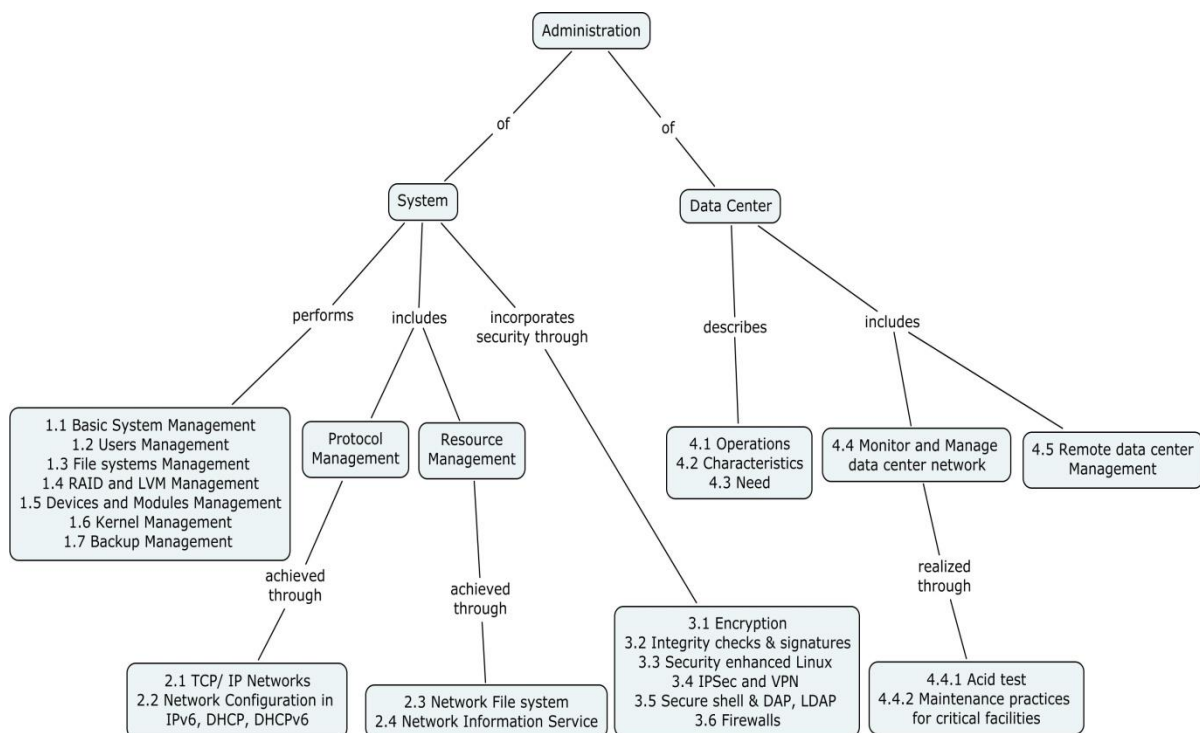 Administration
of
of
System
Data Center
performs
includes
incorporates
security through
describes
includes
1.1 Basic System Management
1.2 Users Management
1.3 File systems Management
1.4 RAID and LVM Management
1.5 Devices and Modules Management
1.6 Kernel Management
1.7 Backup Management
Protocol
Management
Resource
Management
4.1 Operations
4.2 Characteristics
4.3 Need
4.4 Monitor and Manage
data center network
4.5 Remote data center
Management
achieved
through
achieved
through
realized
through
2.1 TCP/ IP Networks
2.2 Network Configuration in
IPv6, DHCP, DHCPv6
2.3 Network File system
2.4 Network Information Service
3.1 Encryption
3.2 Integrity checks & signatures
3.3 Security enhanced Linux
3.4 IPSec and VPN
3.5 Secure shell & DAP, LDAP
3.6 Firewalls
4.4.1 Acid test
4.4.2 Maintenance practices
for critical facilities